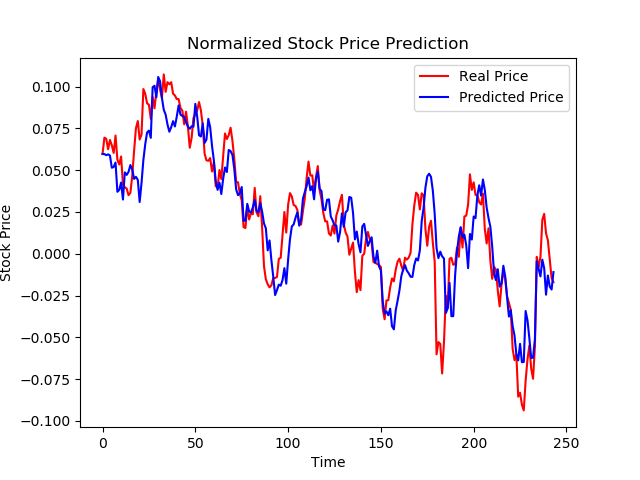 Normalized Stock Price Prediction
Real Price
Predicted Price
0.100
0.075
0.050
0.025
0.000
−0.025
−0.050
−0.075
−0.100
Stock Price
0 50 100 150 200 250
Time